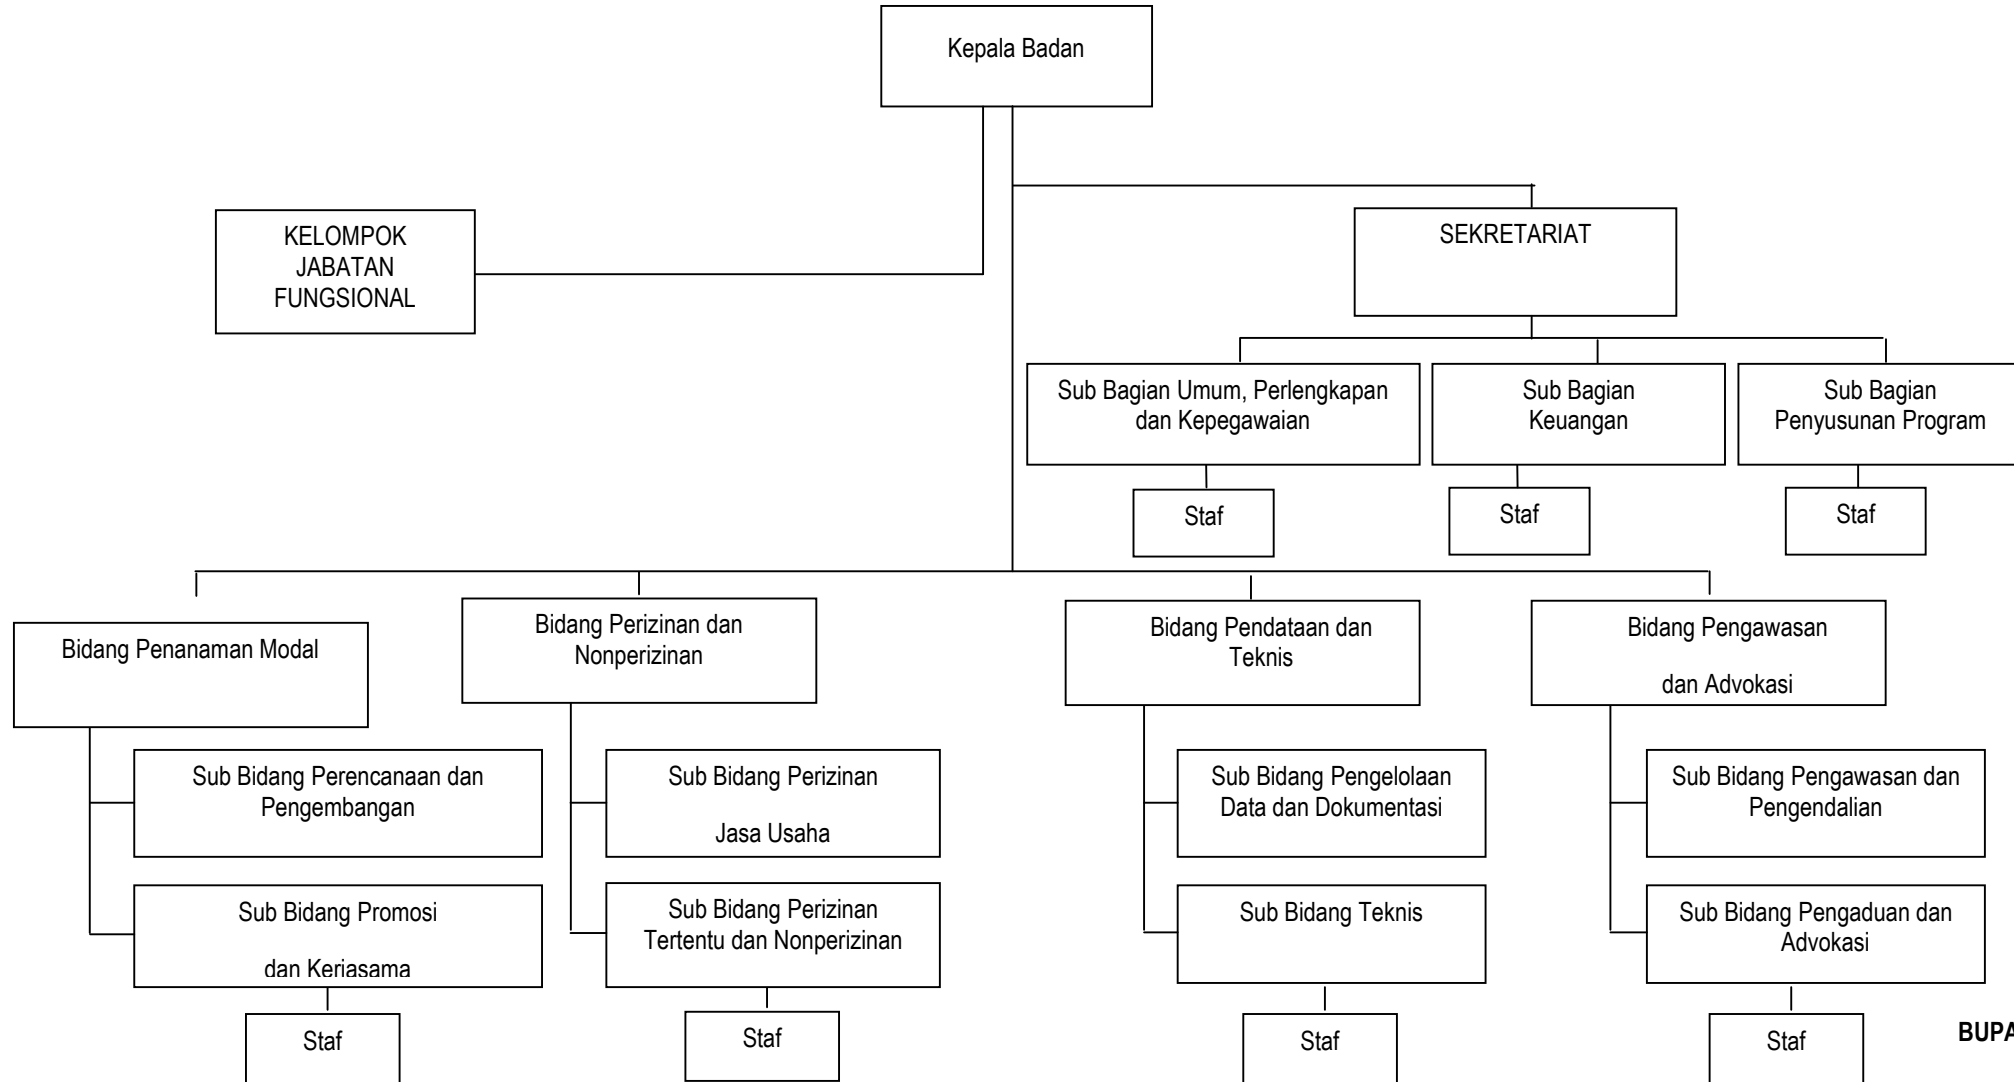 Kepala Badan
KELOMPOK
JABATAN
FUNGSIONAL
SEKRETARIAT
Sub Bagian Umum, Perlengkapan
dan Kepegawaian
Sub Bagian
Keuangan
Sub Bagian
Penyusunan Program
Staf
Staf
Staf
Bidang Penanaman Modal
Bidang Perizinan dan
Nonperizinan
Bidang Pendataan dan
Teknis
Bidang Pengawasan
dan Advokasi
Sub Bidang Perencanaan dan
Pengembangan
Sub Bidang Perizinan
Jasa Usaha
Sub Bidang Pengelolaan
Data dan Dokumentasi
Sub Bidang Pengawasan dan
Pengendalian
Sub Bidang Promosi
dan Kerjasama
Sub Bidang Perizinan
Tertentu dan Nonperizinan
Sub Bidang Teknis
Sub Bidang Pengaduan dan
Advokasi
Staf
Staf
Staf
Staf
BUPA